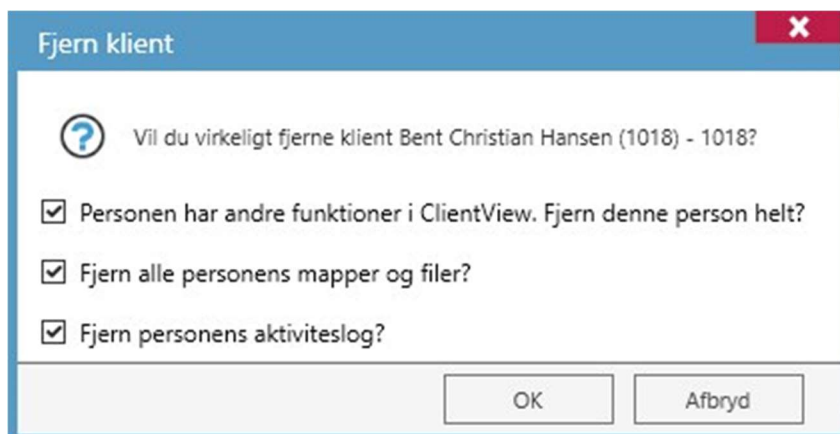 Fjern klient
Vil du virkeligt fjerne klient Bent Christian Hansen (1018) - 1018?
Personen har andre funktioner i ClientView. Fjern denne person helt?
Fjern alle personens mapper og filer?
Fjern personens aktiviteslog?
OK
Afbryd